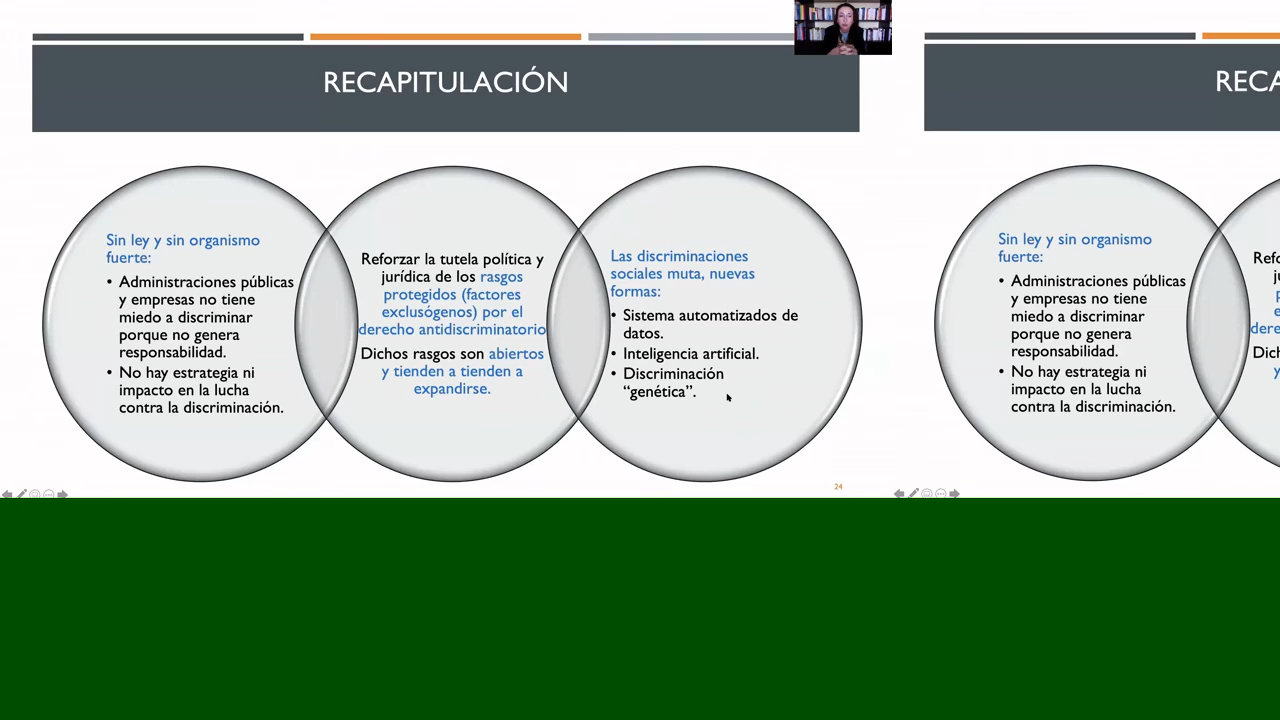 RECAPITULACIÓN
Sin ley y sin organismo
fuerte:
• Administraciones públicas
y empresas no tiene
miedo a discriminar
porque no genera
responsabilidad.
• No hay estrategia ni
impacto en la lucha
contra la discriminación.
Reforzar la tutela política y
jurídica de los rasgos
protegidos (factores
exclusógenos) por el
derecho antidiscriminatorio
Dichos rasgos son abiertos
y tienden a tienden a
expandirse.
Las discriminaciones
sociales muta, nuevas
formas:
• Sistema automatizados de
datos.
• Inteligencia artificial.
• Discriminación
“genética”.
24
RECA
Sin ley y sin organismo
fuerte:
• Administraciones públicas
y empresas no tiene
miedo a discriminar
porque no genera
responsabilidad.
• No hay estrategia ni
impacto en la lucha
contra la discriminación.
Refo
ju
p
e
dere
Dich
y